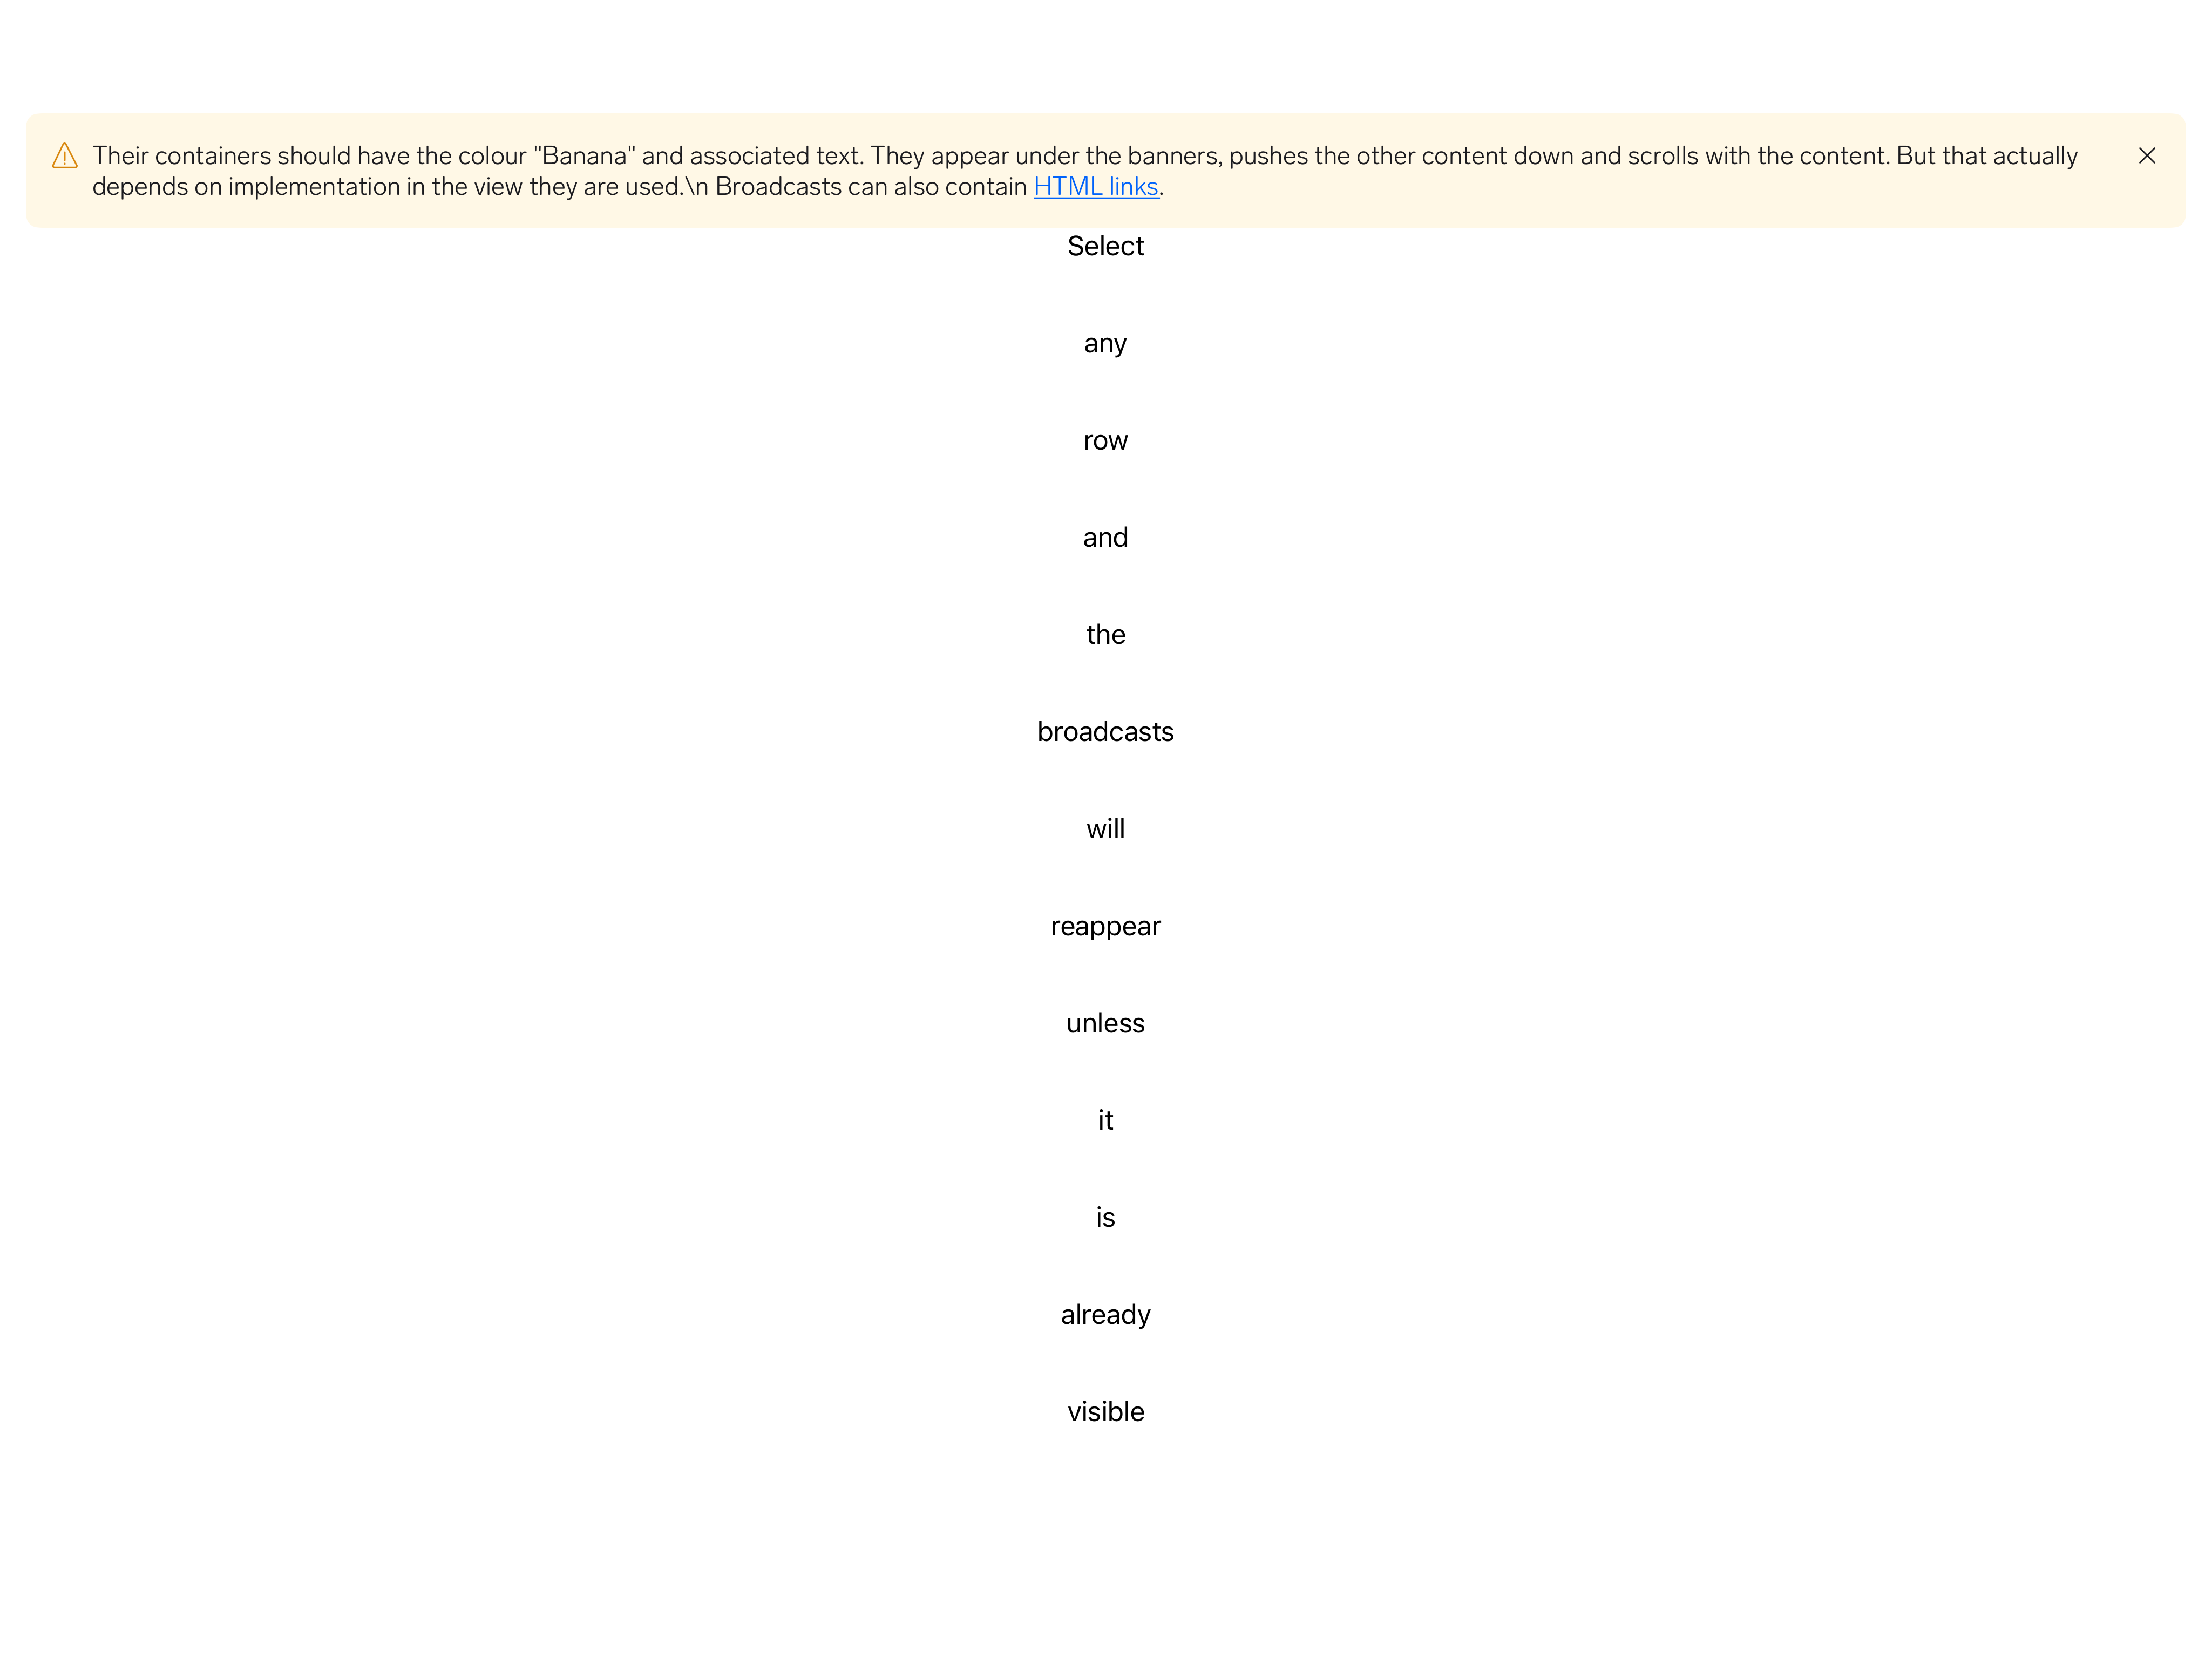 Their containers should have the colour "Banana" and associated text. They appear under the banners, pushes the other content down and scrolls with the content. But that actually
depends on implementation in the view they are used.\n Broadcasts can also contain HTML links.
Select
any
row
and
the
broadcasts
will
reappear
unless
it
is
already
visible